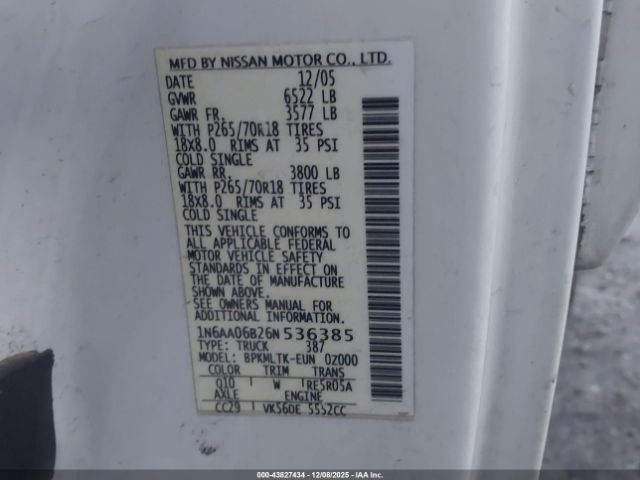 MFD BY NISSAN MOTOR CO., LTD.
DATE 12/05
GVWR 6522 LB
GAWR FR. 3577 LB
WITH P265/70R18 TIRES
18X8.0 RIMS AT 35 PSI
COLD SINGLE
GAWR RR. 3800 LB
WITH P265/70R18 TIRES
18X8.0 RIMS AT 35 PSI
COLD SINGLE
THIS VEHICLE CONFORMS TO
ALL APPLICABLE FEDERAL
MOTOR VEHICLE SAFETY
STANDARDS IN EFFECT ON
THE DATE OF MANUFACTURE
SHOWN ABOVE.
SEE OWNERS MANUAL FOR
ADDITIONAL INFORMATION.
1N6AA06B26N536385
TYPE: TRUCK 387
MODEL: BPKMLTK-EUN 0Z000
COLOR TRIM TRANS
Q10 W RE5R05A
AXLE ENGINE
CC29 VK56DE 5552CC
000-43827434 - 12/08/2025 - IAAI.com